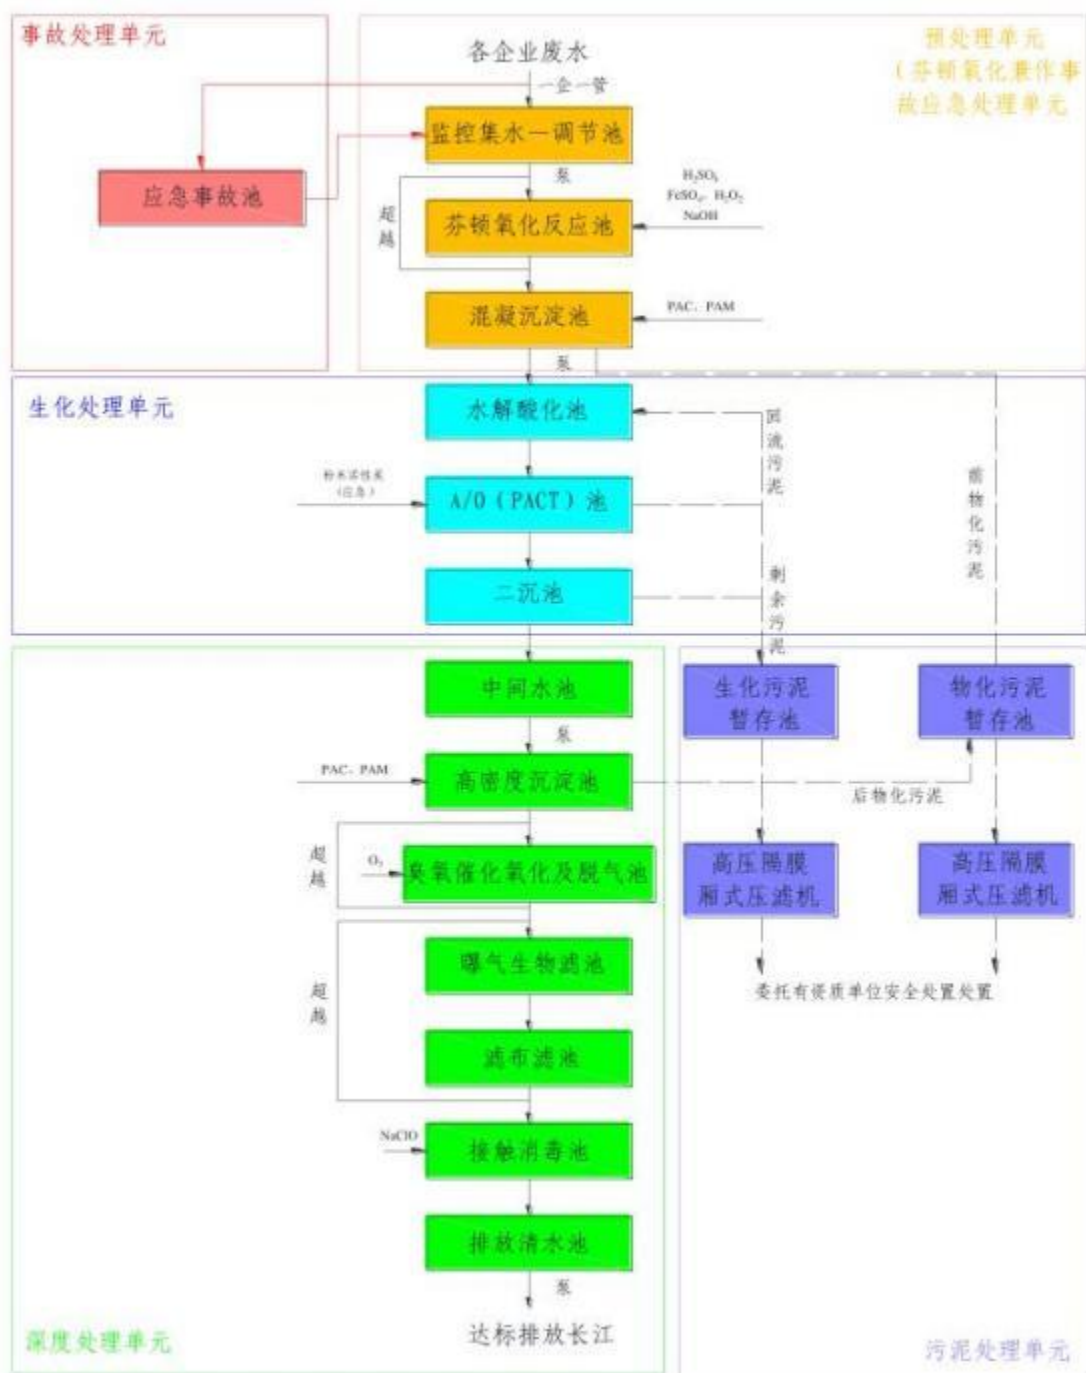 事故处理单元
各企业废水
一企一管
预处理单元
(芬顿氧化兼作事
故应急处理单元
监控集水一调节池
泵
应急事故池
超越
H₂SO₄
FeSO₄、H₂O₂
NaOH
芬顿氧化反应池
混凝沉淀池
PAC、PAM
泵
生化处理单元
水解酸化池
回流污泥
粉末活性炭
(应急)
A/O(PACT)池
前物化污泥
二沉池
剩余污泥
中间水池
泵
生化污泥
暂存池
物化污泥
暂存池
PAC、PAM
高密度沉淀池
后物化污泥
超越
O₃
臭氧催化氧化及脱气池
高压隔膜
厢式压滤机
高压隔膜
厢式压滤机
曝气生物滤池
委托有资质单位安全处置处置
超越
滤布滤池
NaClO
接触消毒池
排放清水池
泵
达标排放长江
深度处理单元
污泥处理单元